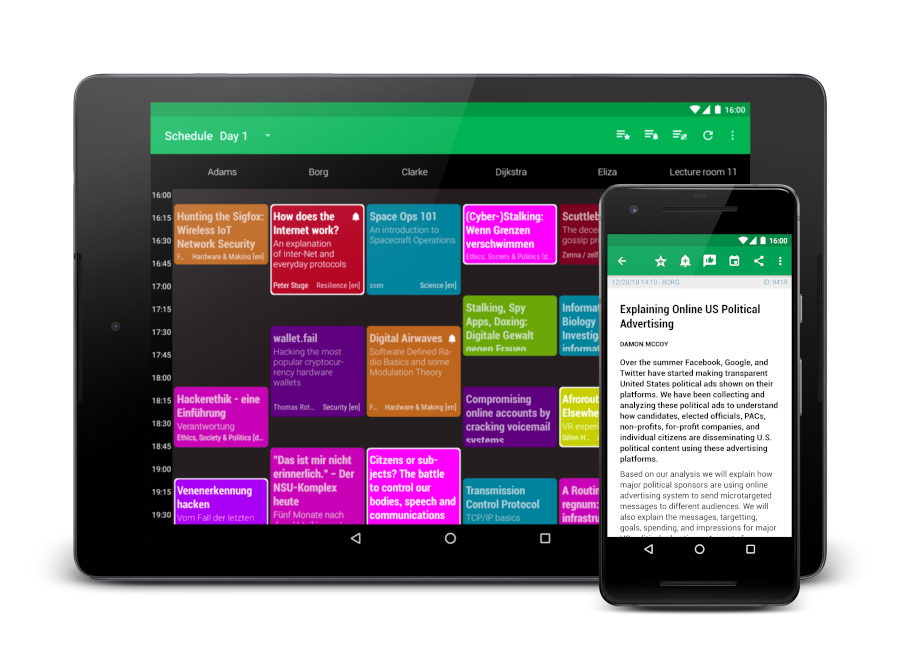 16:00
Schedule Day 1
Adams Borg Clarke Dijkstra Eliza Lecture room 11
16:00
16:15
16:30
16:45
17:00
17:15
17:30
17:45
18:00
18:15
18:30
18:45
19:00
19:15
19:30
Hunting the Sigfox:
Wireless IoT
Network Security
F.. Hardware & Making [en]
Hackerethik - eine
Einführung
Verantwortung
Ethics, Society & Politics [d...
Venenerkennung
hacken
Vom Fall der letzten
How does the
Internet work?
An explanation
of Inter-Net and
everyday protocols
Peter Stuge Resilience [en]
wallet.fail
Hacking the most
popular cryptocur-
rency hardware
wallets
Thomas Rot... Security [en]
"Das ist mir nicht
erinnerlich." – Der
NSU-Komplex
heute
Fünf Monate nach
Space Ops 101
An introduction to
Spacecraft Operations
sven Science [en]
Digital Airwaves
Software Defined Ra-
dio Basics and some
Modulation Theory
F.. Hardware & Making [en]
Citzens or sub-
jects? The battle
to control our
bodies, speech and
communications
(Cyber-)Stalking:
Wenn Grenzen
verschwimmen
Ethics, Society & Politics [d..
Stalking, Spy
Apps, Doxing:
Digitale Gewalt
gegen Frauen
Compromising
online accounts by
cracking voicemail
systems
Transmission
Control Protocol
TCP/IP basics
Scuttleb
The dece
gossip pr
Zenna / zelf
Informat
Biology
Investig
informat
Afrorout
Elsewhe
VR exper
Sélim H...
A Routin
regnum:
infrastru
16:00
12/28/18 14:10 - BORG ID: 9419
Explaining Online US Political
Advertising
DAMON MCCOY
Over the summer Facebook, Google, and
Twitter have started making transparent
United States political ads shown on their
platforms. We have been collecting and
analyzing these political ads to understand
how candidates, elected officials, PACs,
non-profits, for-profit companies, and
individual citizens are disseminating U.S.
political content using these advertising
platforms.
Based on our analysis we will explain how
major political sponsors are using online
advertising system to send microtargeted
messages to different audiences. We will
also explain the messages, targetting,
goals, spending, and impressions for major